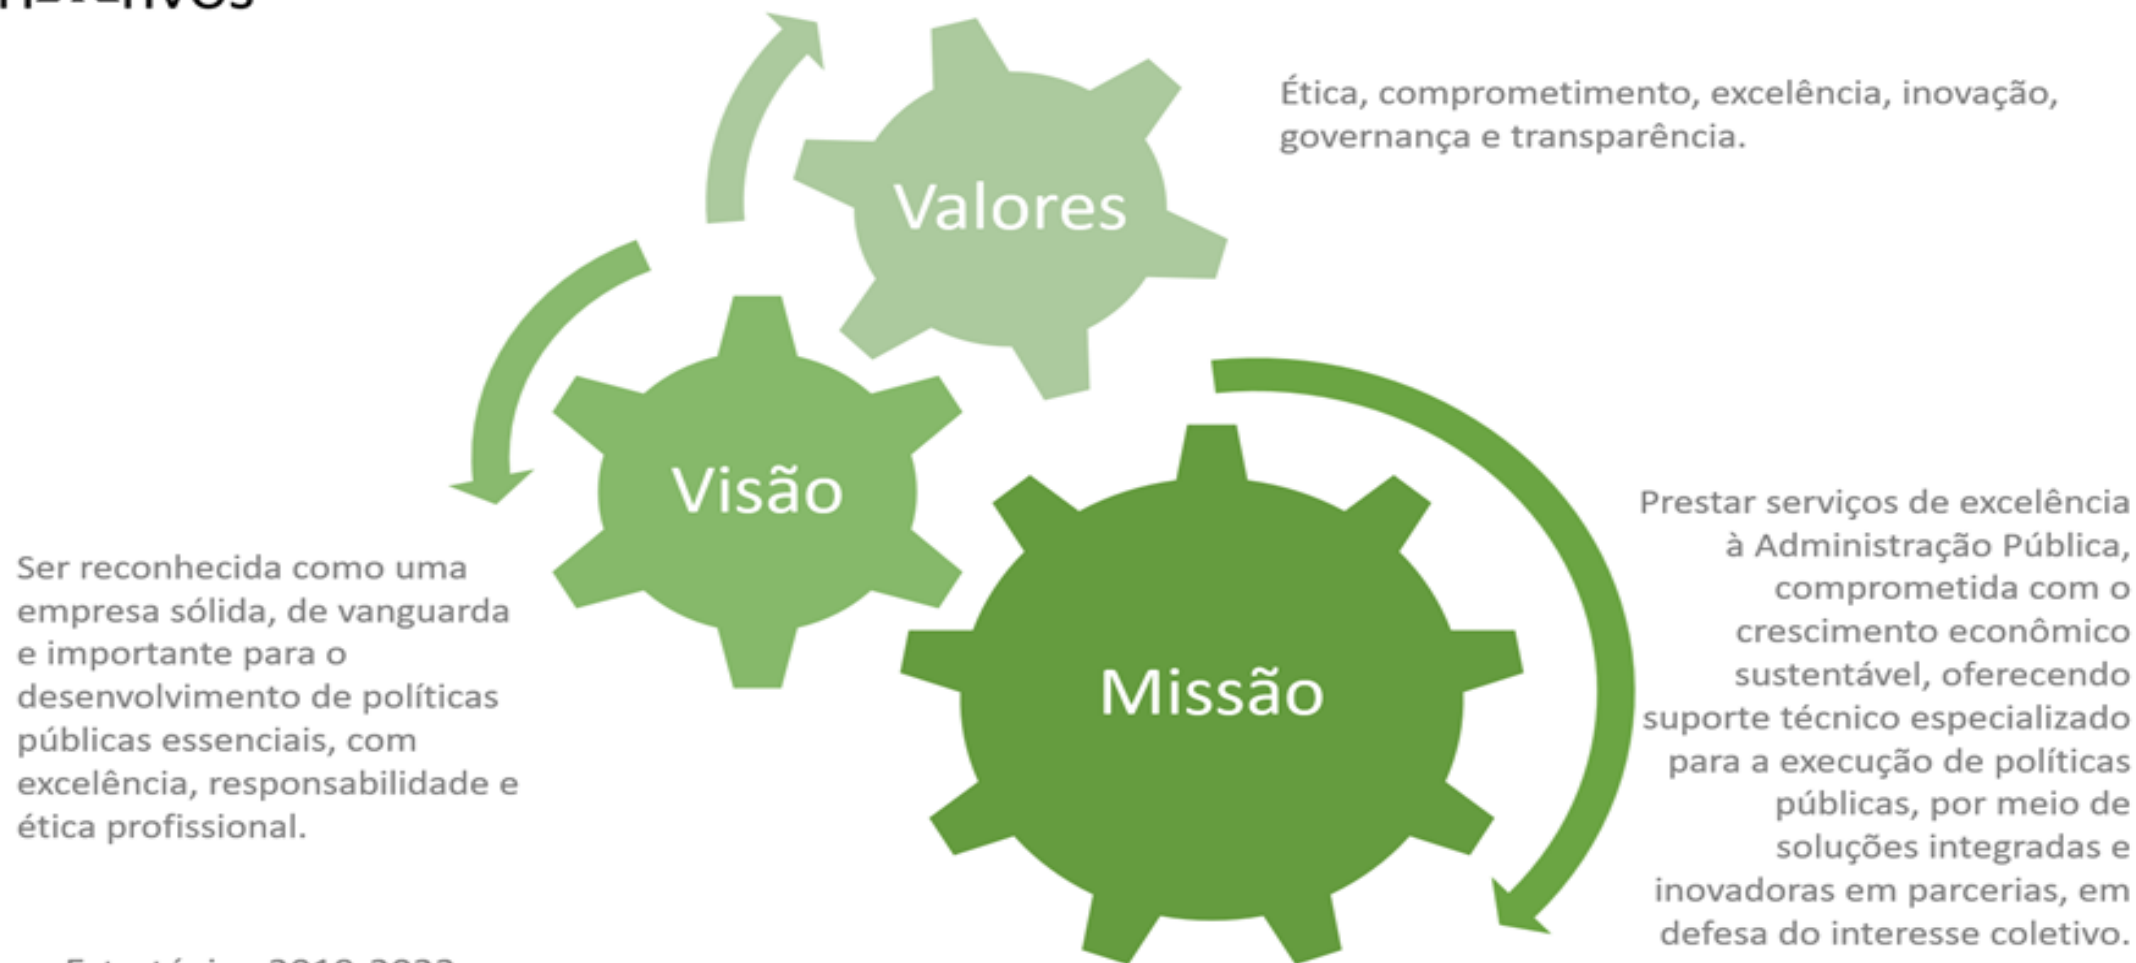 Ética, comprometimento, excelência, inovação,
governança e transparência.
Valores
Visão
Ser reconhecida como uma
empresa sólida, de vanguarda
e importante para o
desenvolvimento de políticas
públicas essenciais, com
excelência, responsabilidade e
ética profissional.
Missão
Prestar serviços de excelência
à Administração Pública,
comprometida com o
crescimento econômico
sustentável, oferecendo
suporte técnico especializado
para a execução de políticas
públicas, por meio de
soluções integradas e
inovadoras em parcerias, em
defesa do interesse coletivo.